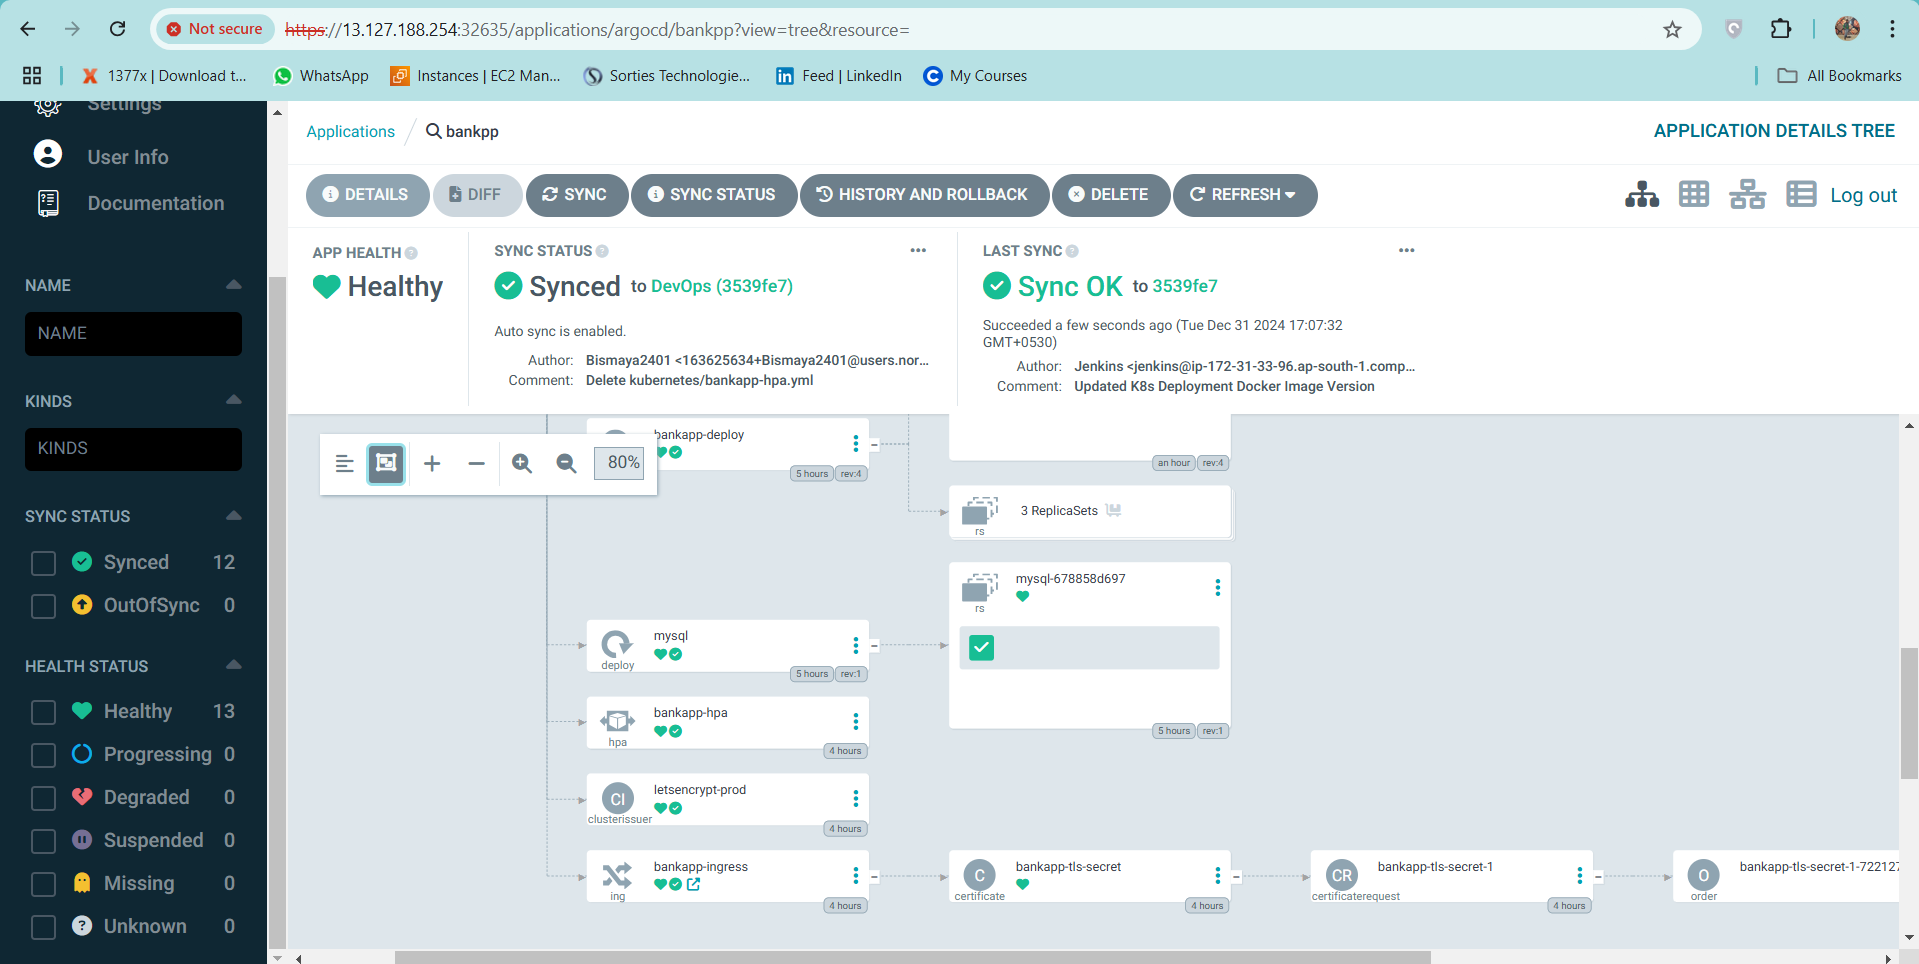 Not secure
https://13.127.188.254:32635/applications/argocd/bankpp?view=tree&resource=
1377x | Download t...
WhatsApp
Instances | EC2 Man...
Sorties Technologie...
Feed | LinkedIn
My Courses
All Bookmarks
Settings
User Info
Documentation
NAME
NAME
KINDS
KINDS
SYNC STATUS
Synced 12
OutOfSync 0
HEALTH STATUS
Healthy 13
Progressing 0
Degraded 0
Suspended 0
Missing 0
Unknown 0
Applications / bankpp
APPLICATION DETAILS TREE
DETAILS
DIFF
SYNC
SYNC STATUS
HISTORY AND ROLLBACK
DELETE
REFRESH
Log out
APP HEALTH
Healthy
SYNC STATUS
Synced to DevOps (3539fe7)
Auto sync is enabled.
Author: Bismaya2401 <163625634+Bismaya2401@users.nor...
Comment: Delete kubernetes/bankapp-hpa.yml
LAST SYNC
Sync OK to 3539fe7
Succeeded a few seconds ago (Tue Dec 31 2024 17:07:32
GMT+0530)
Author: Jenkins <jenkins@ip-172-31-33-96.ap-south-1.comp...
Comment: Updated K8s Deployment Docker Image Version
80%
bankapp-deploy
5 hours rev:4
an hour rev:4
rs
3 ReplicaSets
rs
mysql-678858d697
5 hours rev:1
deploy
mysql
5 hours rev:1
hpa
bankapp-hpa
4 hours
CI
clusterissuer
letsencrypt-prod
4 hours
ing
bankapp-ingress
4 hours
C
certificate
bankapp-tls-secret
4 hours
CR
certificaterequest
bankapp-tls-secret-1
4 hours
O
order
bankapp-tls-secret-1-722127